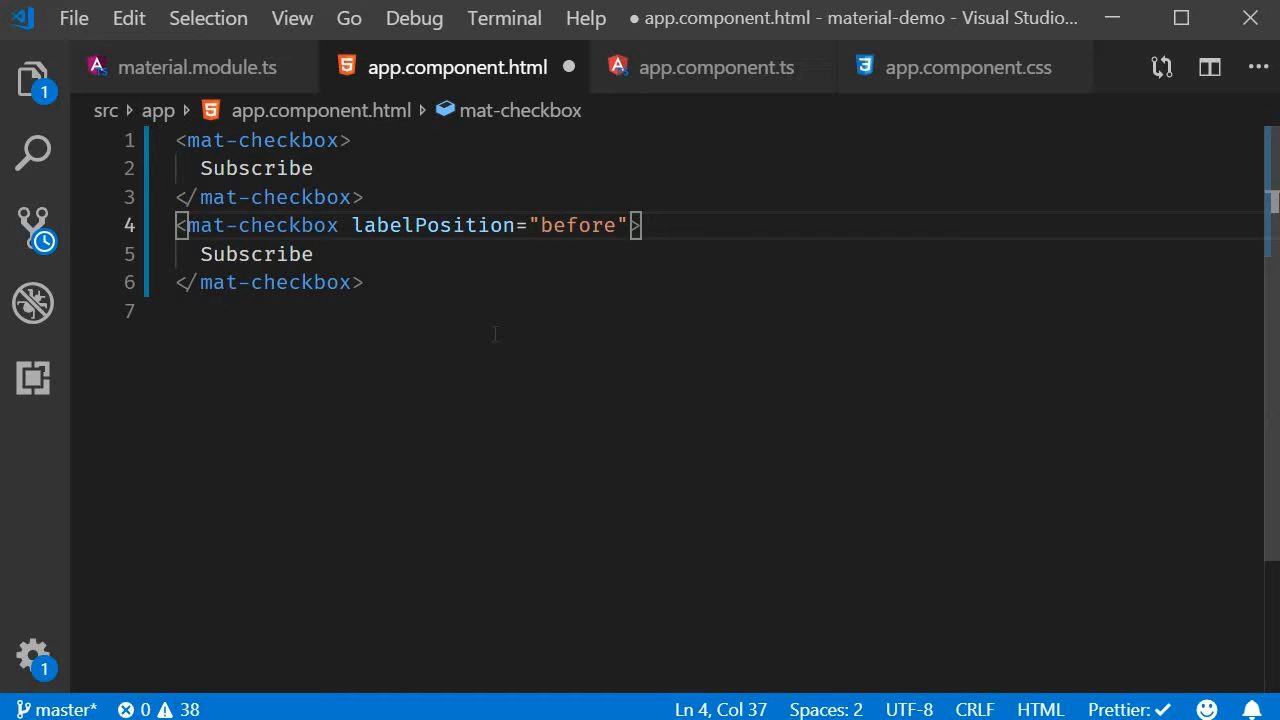 File Edit Selection View Go Debug Terminal Help ● app.component.html - material-demo - Visual Studio...
material.module.ts app.component.html ● app.component.ts app.component.css
src app app.component.html mat-checkbox
1 <mat-checkbox>
2 Subscribe
3 </mat-checkbox>
4 <mat-checkbox labelPosition="before">
5 Subscribe
6 </mat-checkbox>
7
1
1
master* 0 38 Ln 4, Col 37 Spaces: 2 UTF-8 CRLF HTML Prettier: ✓